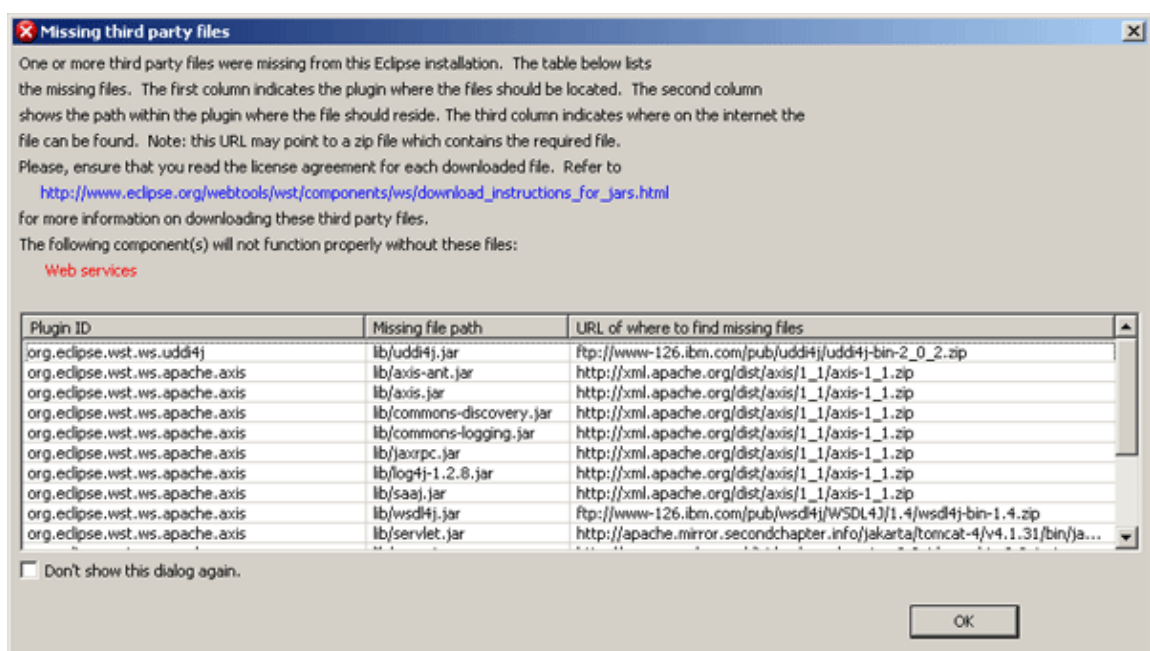 Missing third party files
One or more third party files were missing from this Eclipse installation. The table below lists
the missing files. The first column indicates the plugin where the files should be located. The second column
shows the path within the plugin where the file should reside. The third column indicates where on the internet the
file can be found. Note: this URL may point to a zip file which contains the required file.
Please, ensure that you read the license agreement for each downloaded file. Refer to
http://www.eclipse.org/webtools/wst/components/ws/download_instructions_for_jars.html
for more information on downloading these third party files.
The following component(s) will not function properly without these files:
Web services
Plugin ID Missing file path URL of where to find missing files
org.eclipse.wst.ws.uddi4j lib/uddi4j.jar ftp://www-126.ibm.com/pub/uddi4j/uddi4j-bin-2_0_2.zip
org.eclipse.wst.ws.apache.axis lib/axis-ant.jar http://xml.apache.org/dist/axis/1_1/axis-1_1.zip
org.eclipse.wst.ws.apache.axis lib/axis.jar http://xml.apache.org/dist/axis/1_1/axis-1_1.zip
org.eclipse.wst.ws.apache.axis lib/commons-discovery.jar http://xml.apache.org/dist/axis/1_1/axis-1_1.zip
org.eclipse.wst.ws.apache.axis lib/commons-logging.jar http://xml.apache.org/dist/axis/1_1/axis-1_1.zip
org.eclipse.wst.ws.apache.axis lib/jaxrpc.jar http://xml.apache.org/dist/axis/1_1/axis-1_1.zip
org.eclipse.wst.ws.apache.axis lib/log4j-1.2.8.jar http://xml.apache.org/dist/axis/1_1/axis-1_1.zip
org.eclipse.wst.ws.apache.axis lib/saaj.jar http://xml.apache.org/dist/axis/1_1/axis-1_1.zip
org.eclipse.wst.ws.apache.axis lib/wsdl4j.jar ftp://www-126.ibm.com/pub/wsdl4j/WSDL4J/1.4/wsdl4j-bin-1.4.zip
org.eclipse.wst.ws.apache.axis lib/servlet.jar http://apache.mirror.secondchapter.info/jakarta/tomcat-4/v4.1.31/bin/ja...
Don't show this dialog again.
OK